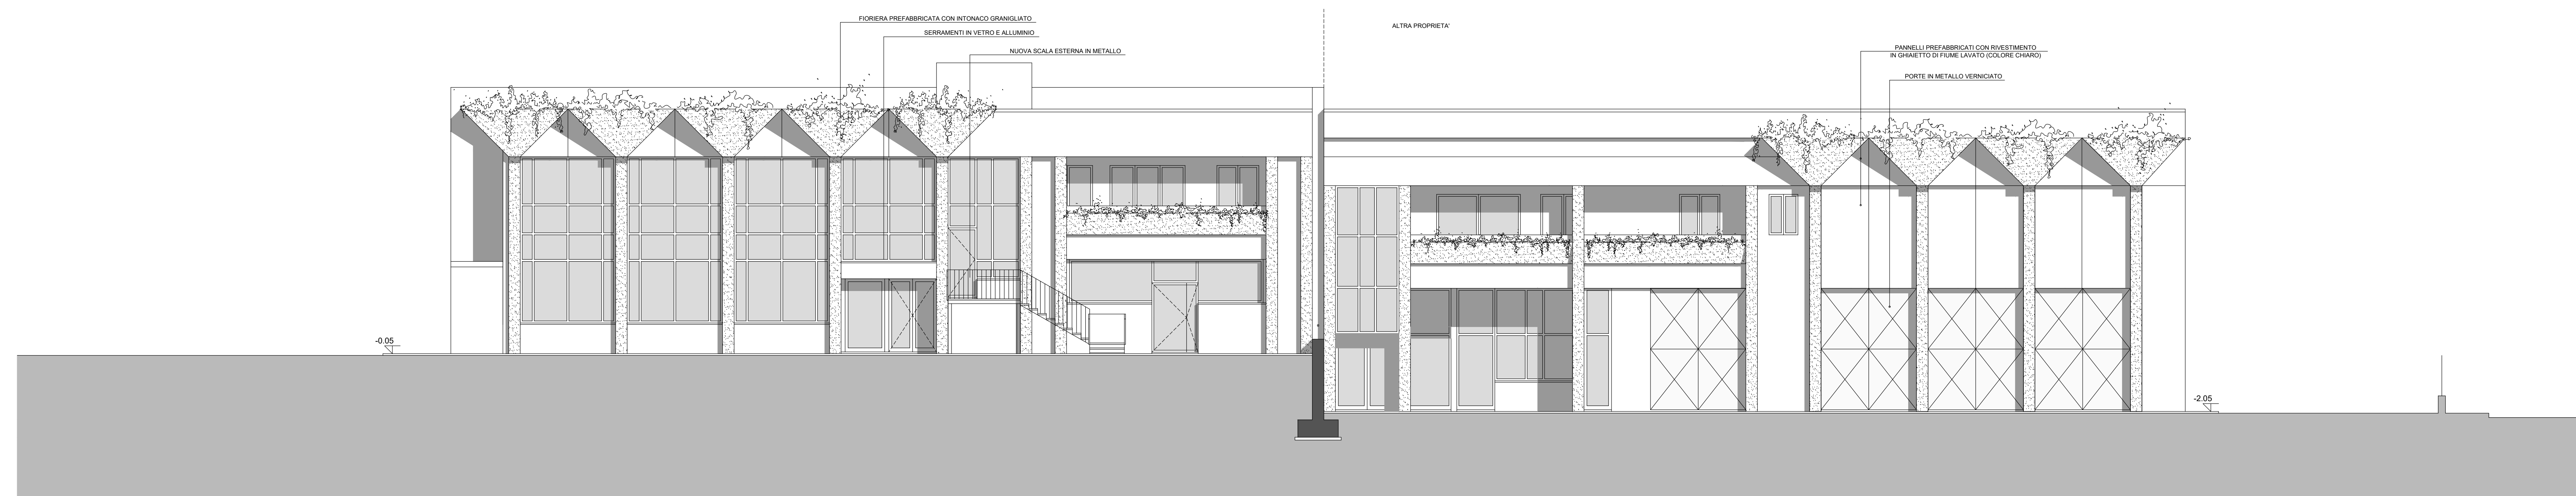 FIORIERA PREFABBRICATA CON INTONACO GRANIGLIATO
SERRAMENTI IN VETRO E ALLUMINIO
NUOVA SCALA ESTERNA IN METALLO
ALTRA PROPRIETA'
PANNELLI PREFABBRICATI CON RIVESTIMENTO
IN GHIAIETTO DI FIUME LAVATO (COLORE CHIARO)
PORTE IN METALLO VERNICIATO
-0.05
-2.05